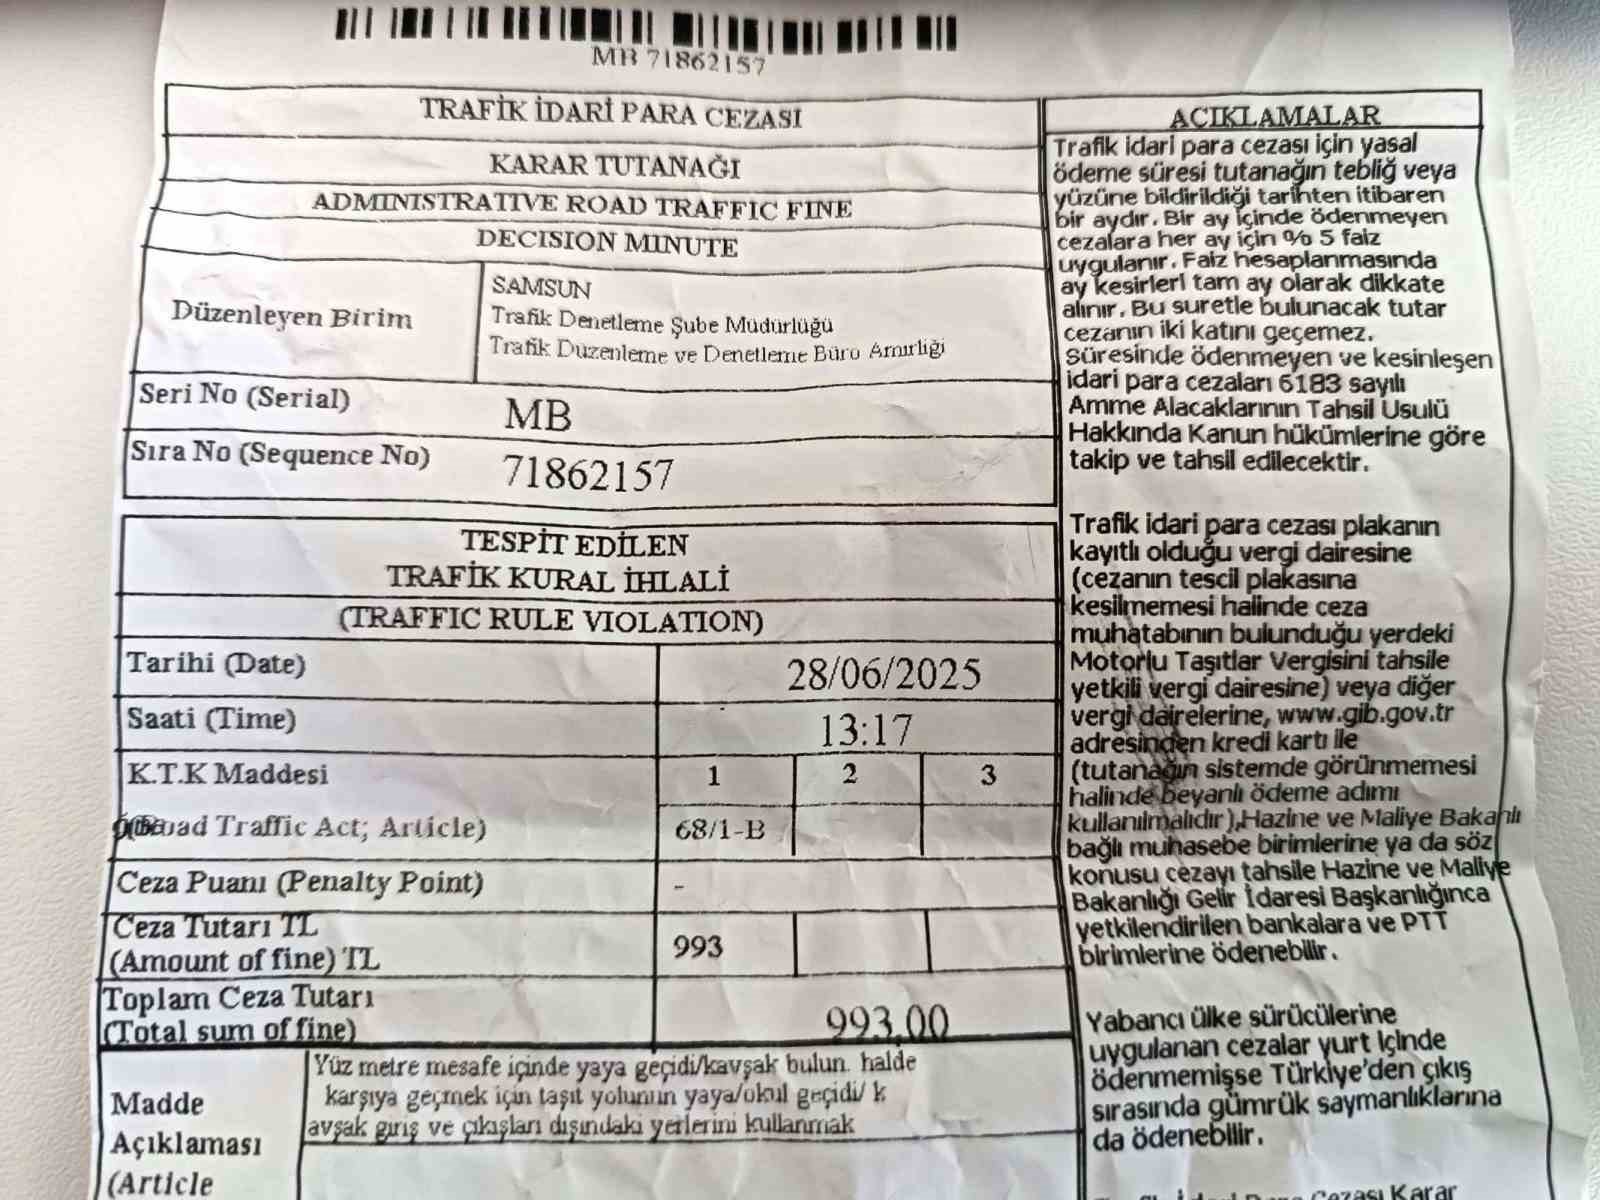 MB 71862157
TRAFİK İDARİ PARA CEZASI
KARAR TUTANAĞI
ADMINISTRATIVE ROAD TRAFFIC FINE
DECISION MINUTE
Düzenleyen Birim
SAMSUN
Trafik Denetleme Şube Müdürlüğü
Trafik Düzenleme ve Denetleme Büro Amirliği
Seri No (Serial)
MB
Sıra No (Sequence No)
71862157
TESPİT EDİLEN
TRAFİK KURAL İHLALİ
(TRAFFIC RULE VIOLATION)
Tarihi (Date)
28/06/2025
Saati (Time)
13:17
K.T.K Maddesi
1 2 3
(Road Traffic Act; Article)
68/1-B
Ceza Puanı (Penalty Point)
-
Ceza Tutarı TL
(Amount of fine) TL
993
Toplam Ceza Tutarı
(Total sum of fine)
993,00
Madde
Açıklaması
(Article
Yüz metre mesafe içinde yaya geçidi/kavşak bulun. halde
karşıya geçmek için taşıt yolunun yaya/okul geçidi/ k
avşak giriş ve çıkışları dışındaki yerlerini kullanmak
AÇIKLAMALAR
Trafik idari para cezası için yasal
ödeme süresi tutanağın tebliğ veya
yüzüne bildirildiği tarihten itibaren
bir aydır. Bir ay içinde ödenmeyen
cezalara her ay için % 5 faiz
uygulanır. Faiz hesaplanmasında
ay kesirleri tam ay olarak dikkate
alınır. Bu suretle bulunacak tutar
cezanın iki katını geçemez.
Süresinde ödenmeyen ve kesinleşen
idari para cezaları 6183 sayılı
Amme Alacaklarının Tahsil Usulü
Hakkında Kanun hükümlerine göre
takip ve tahsil edilecektir.
Trafik idari para cezası plakanın
kayıtlı olduğu vergi dairesine
(cezanın tescil plakasına
kesilmemesi halinde ceza
muhatabının bulunduğu yerdeki
Motorlu Taşıtlar Vergisini tahsile
yetkili vergi dairesine) veya diğer
vergi dairelerine, www.gib.gov.tr
adresinden kredi kartı ile
(tutanağın sistemde görünmemesi
halinde beyanlı ödeme adımı
kullanılmalıdır),Hazine ve Maliye Bakanlı
bağlı muhasebe birimlerine ya da söz
konusu cezayı tahsile Hazine ve Maliye
Bakanlığı Gelir İdaresi Başkanlığınca
yetkilendirilen bankalara ve PTT
birimlerine ödenebilir.
Yabancı ülke sürücülerine
uygulanan cezalar yurt içinde
ödenmemişse Türkiye'den çıkış
sırasında gümrük saymanlıklarına
da ödenebilir.
Cezası Karar